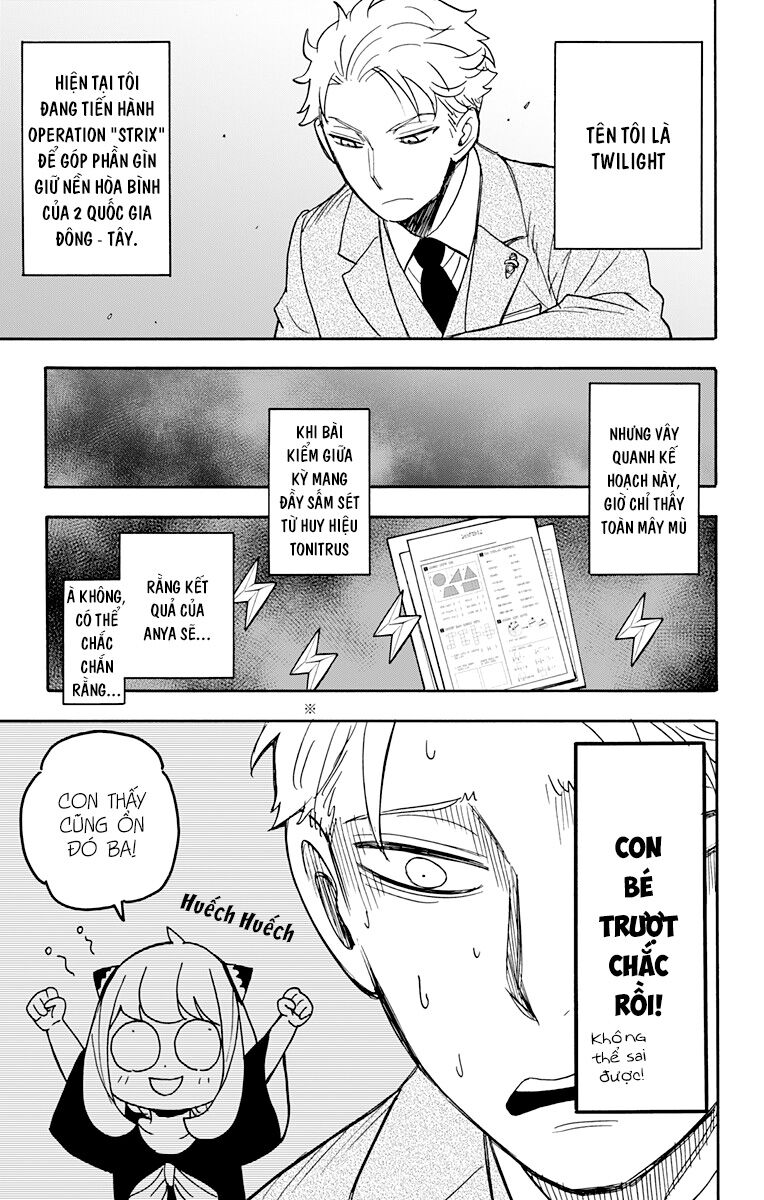 TÊN TÔI LÀ
TWILIGHT
HIỆN TẠI TÔI
ĐANG TIẾN HÀNH
OPERATION "STRIX"
ĐỂ GÓP PHẦN GÌN
GIỮ NỀN HÒA BÌNH
CỦA 2 QUỐC GIA
ĐÔNG - TÂY.
NHƯNG VÂY
QUANH KẾ
HOẠCH NÀY,
GIỜ CHỈ THẤY
TOÀN MÂY MÙ
KHI BÀI
KIỂM GIỮA
KỲ MANG
ĐẦY SẤM SÉT
TỪ HUY HIỆU
TONITRUS
RẰNG KẾT
QUẢ CỦA
ANYA SẼ...
À KHÔNG,
CÓ THỂ
CHẮC
CHẮN
RẰNG...
※
CON
BÉ
TRƯỢT
CHẮC
RỒI!
Không
thể sai
được!
CON THẤY
CŨNG ỔN
ĐÓ BA!
Huếch Huếch